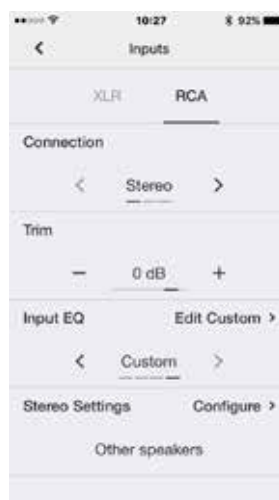 10:27 92%
Inputs
XLR RCA
Connection
< Stereo >
Trim
− 0 dB +
Input EQ Edit Custom >
< Custom >
Stereo Settings Configure >
Other speakers